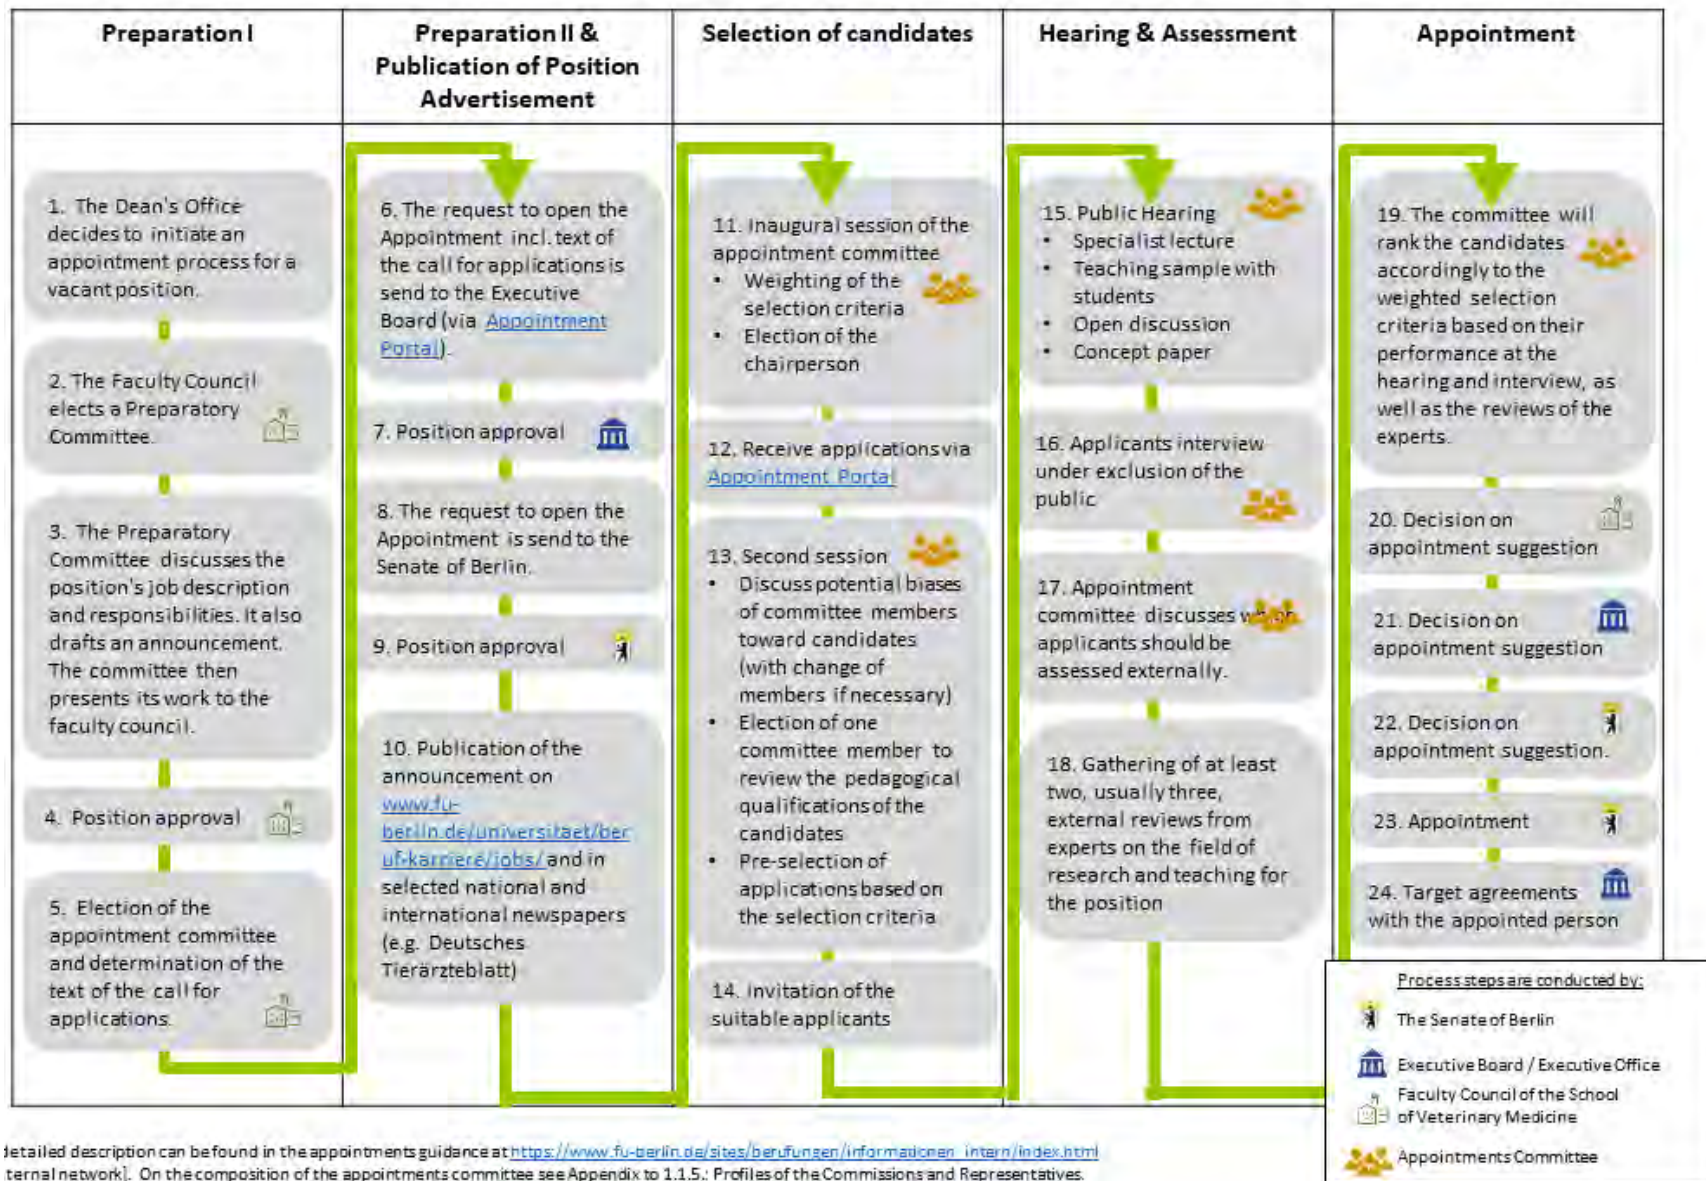 Preparation I
Preparation II &
Publication of Position
Advertisement
Selection of candidates
Hearing & Assessment
Appointment
1. The Dean's Office
decides to initiate an
appointment process for a
vacant position.
2. The Faculty Council
elects a Preparatory
Committee.
3. The Preparatory
Committee discusses the
position's job description
and responsibilities. It also
drafts an announcement.
The committee then
presents its work to the
faculty council.
4. Position approval
5. Election of the
appointment committee
and determination of the
text of the call for
applications.
6. The request to open the
Appointment incl. text of
the call for applications is
send to the Executive
Board (via Appointment
Portal).
7. Position approval
8. The request to open the
Appointment is send to the
Senate of Berlin.
9. Position approval
10. Publication of the
announcement on
www.fu-
berlin.de/universitaet/ber
uf-karriere/jobs/ and in
selected national and
international newspapers
(e.g. Deutsches
Tierärzteblatt)
11. Inaugural session of the
appointment committee
• Weighting of the
selection criteria
• Election of the
chairperson
12. Receive applications via
Appointment Portal
13. Second session
• Discuss potential biases
of committee members
toward candidates
(with change of
members if necessary)
• Election of one
committee member to
review the pedagogical
qualifications of the
candidates
• Pre-selection of
applications based on
the selection criteria
14. Invitation of the
suitable applicants
15. Public Hearing
• Specialist lecture
• Teaching sample with
students
• Open discussion
• Concept paper
16. Applicants interview
under exclusion of the
public
17. Appointment
committee discusses
applicants should be
assessed externally.
18. Gathering of at least
two, usually three,
external reviews from
experts on the field of
research and teaching for
the position
19. The committee will
rank the candidates
accordingly to the
weighted selection
criteria based on their
performance at the
hearing and interview, as
well as the reviews of the
experts.
20. Decision on
appointment suggestion
21. Decision on
appointment suggestion
22. Decision on
appointment suggestion.
23. Appointment
24. Target agreements
with the appointed person
Process steps are conducted by:
The Senate of Berlin
Executive Board / Executive Office
Faculty Council of the School
of Veterinary Medicine
Appointments Committee
detailed description can be found in the appointments guidance at https://www.fu-berlin.de/sites/berufungen/informationen_intern/index.html
ternal network]. On the composition of the appointments committee see Appendix to 1.1.5.: Profiles of the Commissions and Representatives.